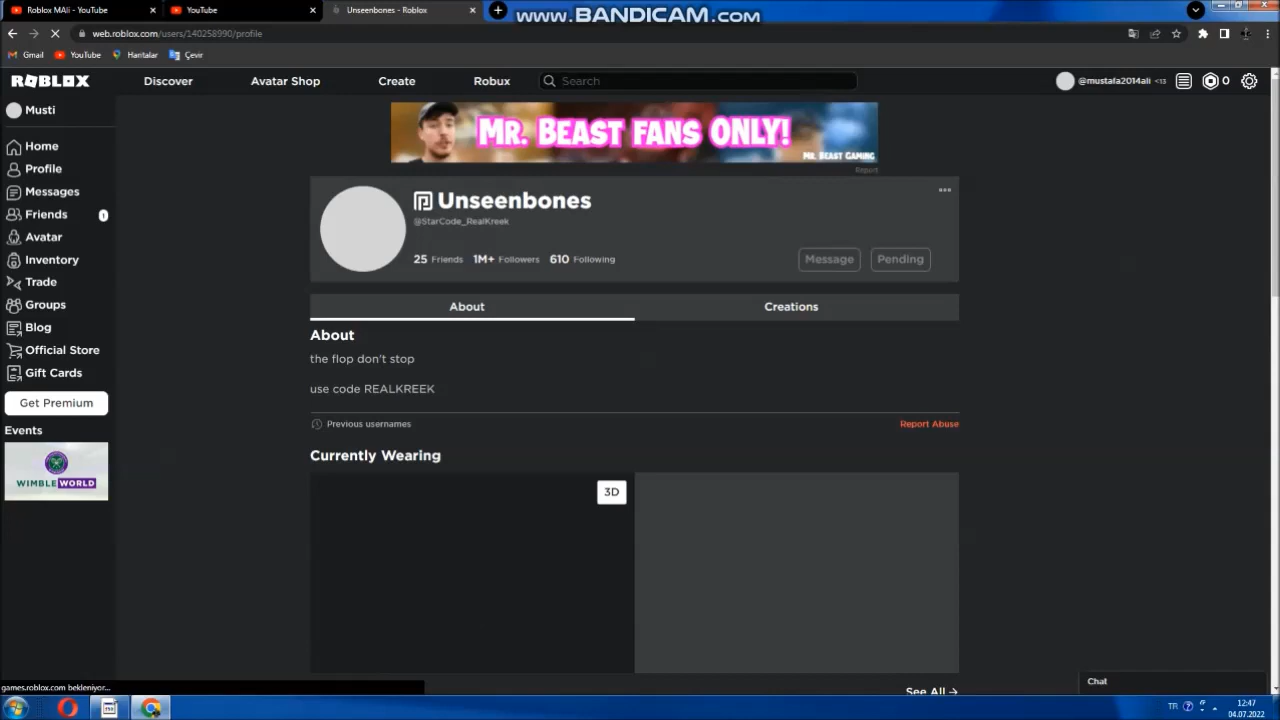 Roblox MAli - YouTube
YouTube
Unseenbones - Roblox
www.BANDICAM.com
web.roblox.com/users/140258990/profile
Gmail
YouTube
Haritalar
Çevir
ROBLOX
Discover
Avatar Shop
Create
Robux
Search
@mustafa2014ali <13
0
Musti
Home
Profile
Messages
Friends
1
Avatar
Inventory
Trade
Groups
Blog
Official Store
Gift Cards
Get Premium
Events
WIMBLEWORLD
MR. BEAST FANS ONLY!
MR. BEAST GAMING
Report
Unseenbones
@StarCode_RealKreek
25 Friends 1M+ Followers 610 Following
Message
Pending
About
Creations
About
the flop don't stop
use code REALKREEK
Previous usernames
Report Abuse
Currently Wearing
3D
See All
Chat
games.roblox.com bekleniyor...
TR
12:47
04.07.2022